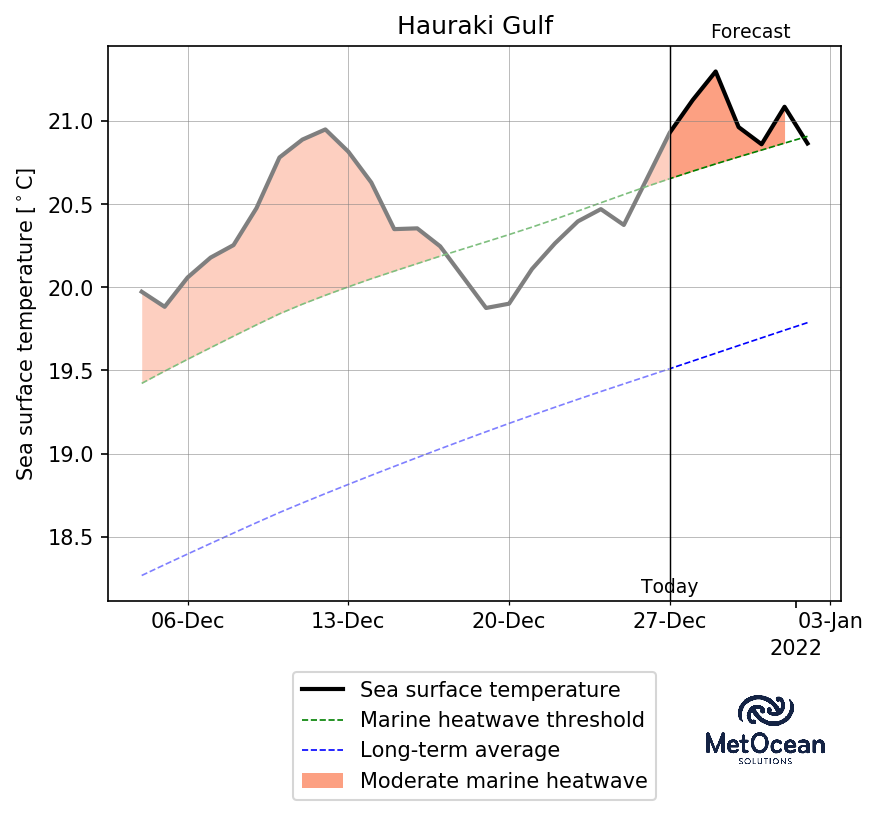 Hauraki Gulf
Forecast
Sea surface temperature [°C]
21.0
20.5
20.0
19.5
19.0
18.5
Today
06-Dec 13-Dec 20-Dec 27-Dec 03-Jan
2022
Sea surface temperature
Marine heatwave threshold
Long-term average
Moderate marine heatwave
MetOcean
SOLUTIONS